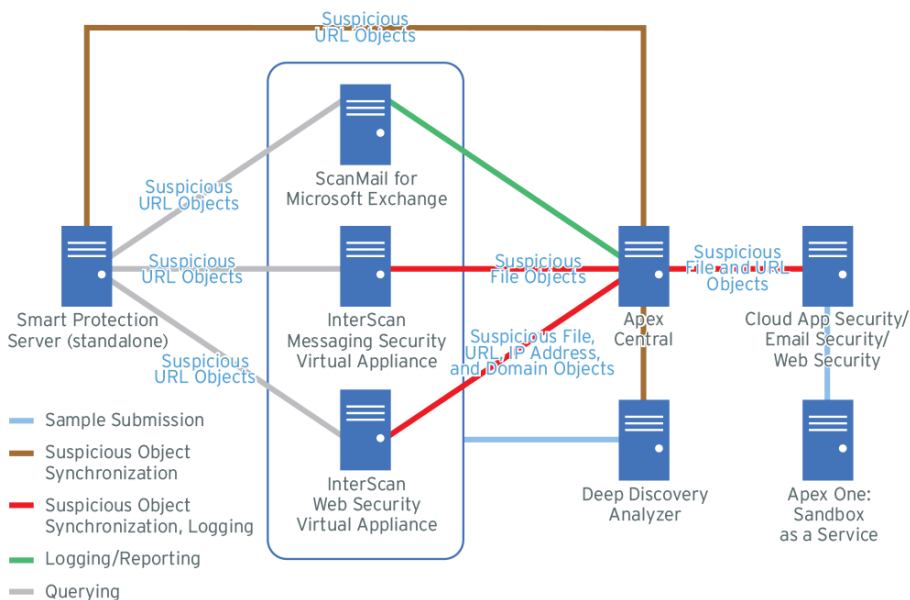 Suspicious
URL Objects
ScanMail for
Microsoft Exchange
Suspicious
URL Objects
Suspicious
URL Objects
Suspicious
File Objects
Suspicious
File and URL
Objects
Smart Protection
Server (standalone)
InterScan
Messaging Security
Virtual Appliance
Apex
Central
Cloud App Security/
Email Security/
Web Security
Suspicious
URL Objects
Suspicious File,
URL, IP Address,
and Domain Objects
InterScan
Web Security
Virtual Appliance
Deep Discovery
Analyzer
Apex One:
Sandbox
as a Service
Sample Submission
Suspicious Object
Synchronization
Suspicious Object
Synchronization, Logging
Logging/Reporting
Querying